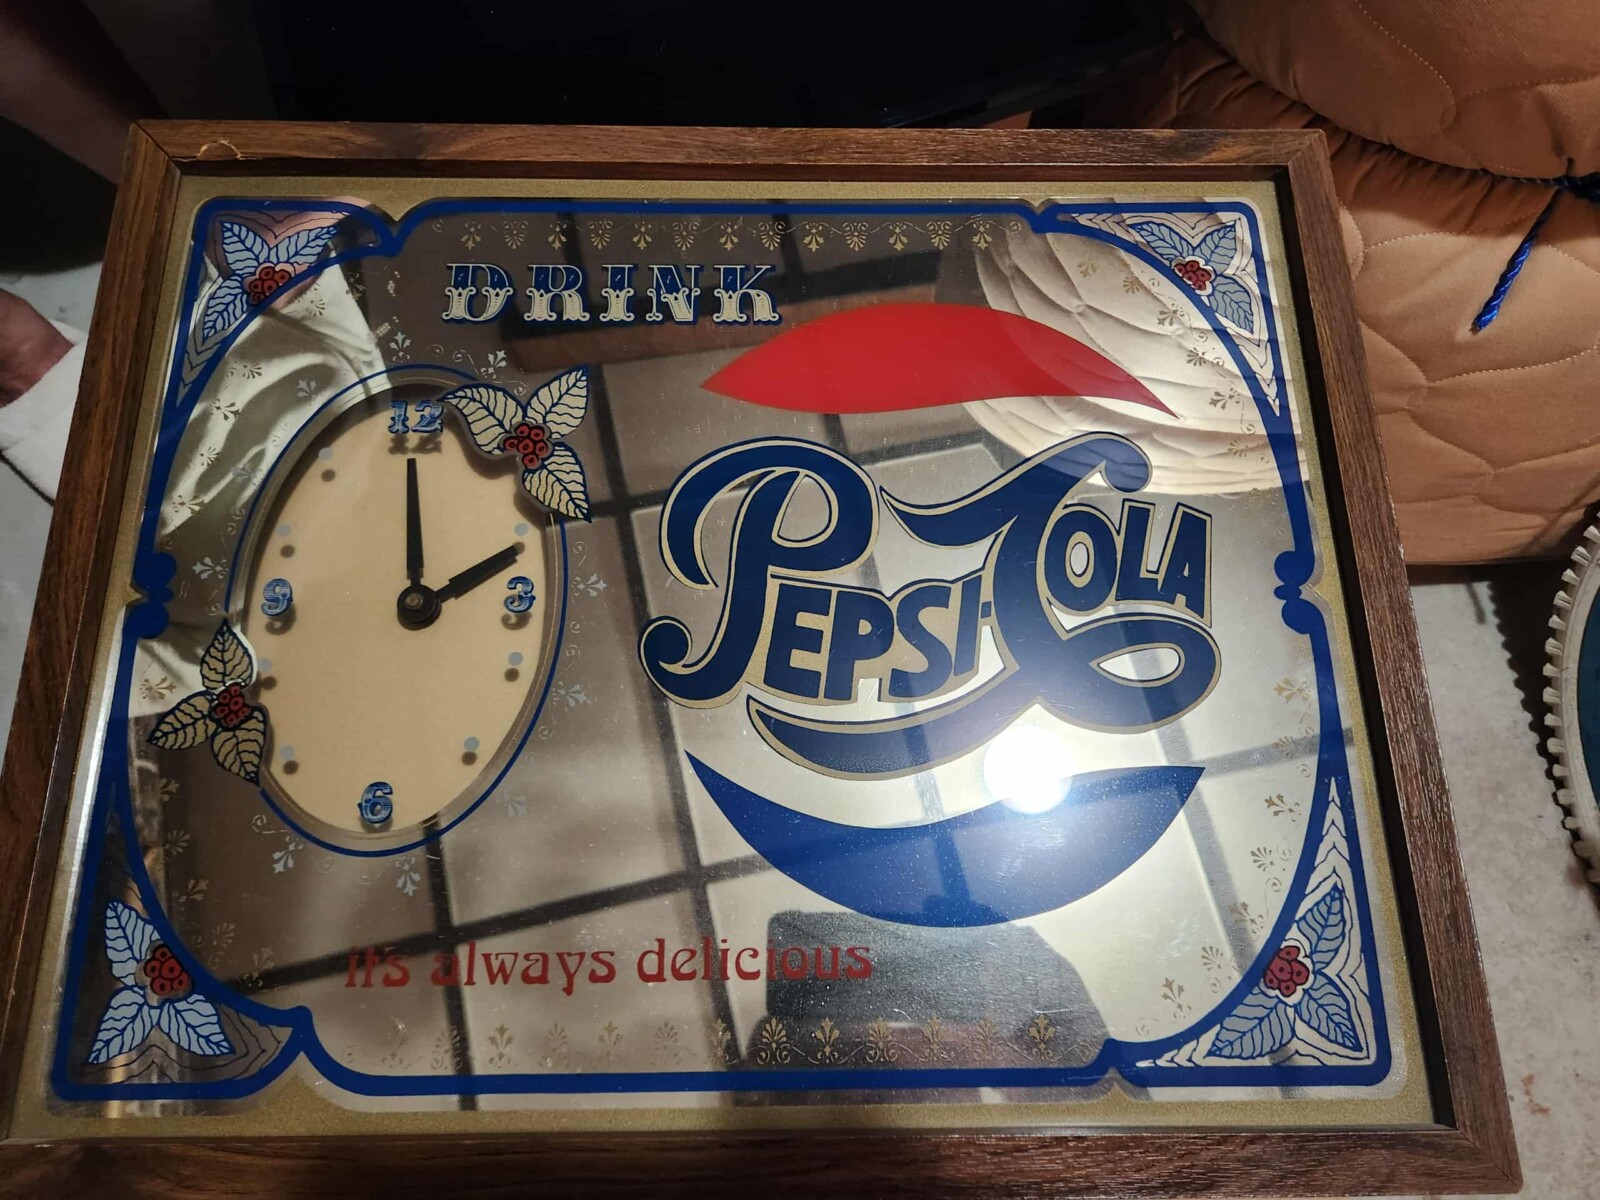 DRINK
12
PEPSI-COLA
9
3
6
it's always delicious